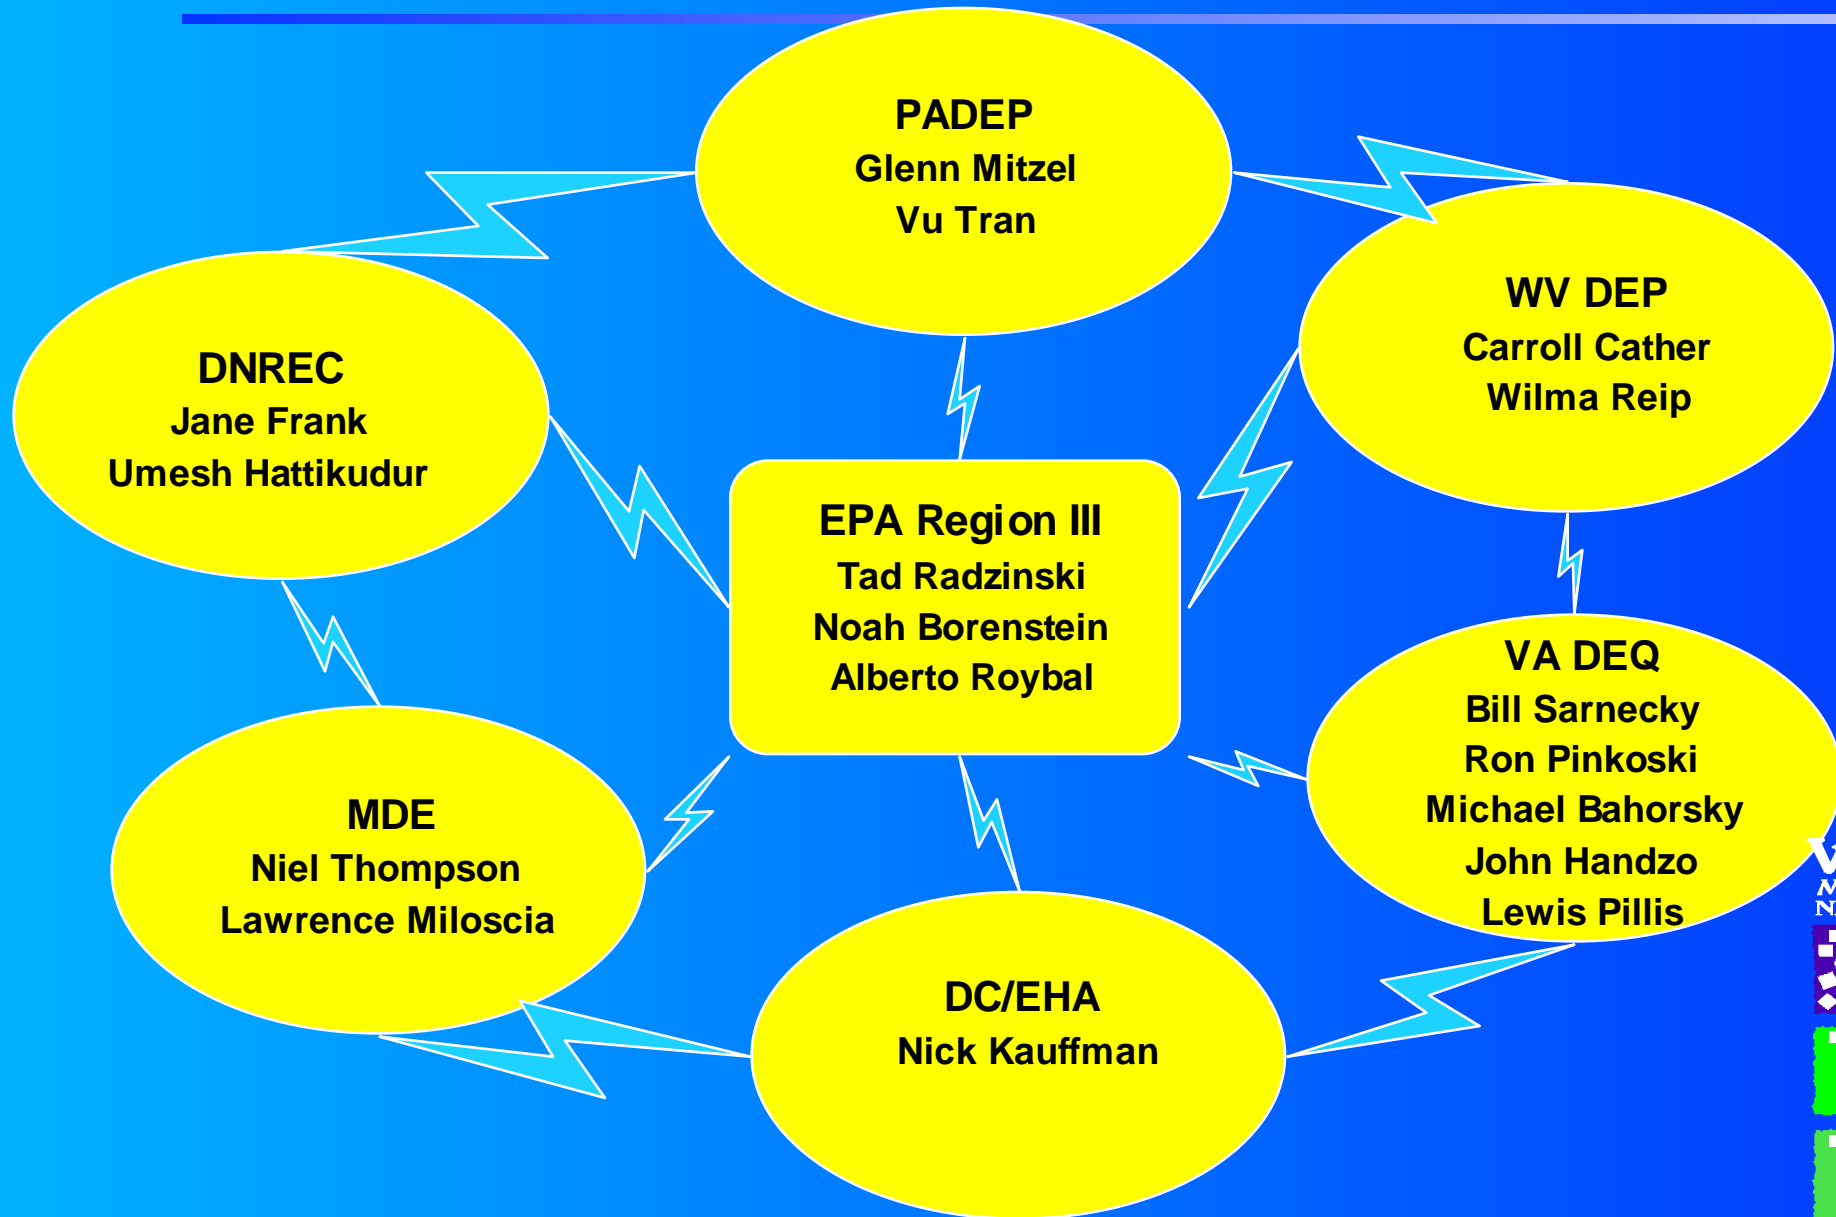 PADEP
Glenn Mitzel
Vu Tran
WV DEP
Carroll Cather
Wilma Reip
DNREC
Jane Frank
Umesh Hattikudur
EPA Region III
Tad Radzinski
Noah Borenstein
Alberto Roybal
VA DEQ
Bill Sarnecky
Ron Pinkoski
Michael Bahorsky
John Handzo
Lewis Pillis
MDE
Niel Thompson
Lawrence Miloscia
DC/EHA
Nick Kauffman